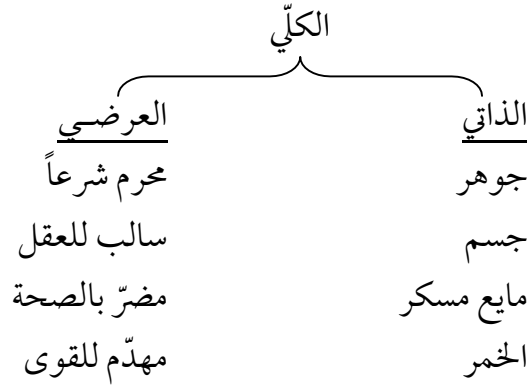 الكلّي
الذاتي العرضي
جوهر محرم شرعاً
جسم سالب للعقل
مايع مسكر مضرّ بالصحة
الخمر مهدّم للقوى